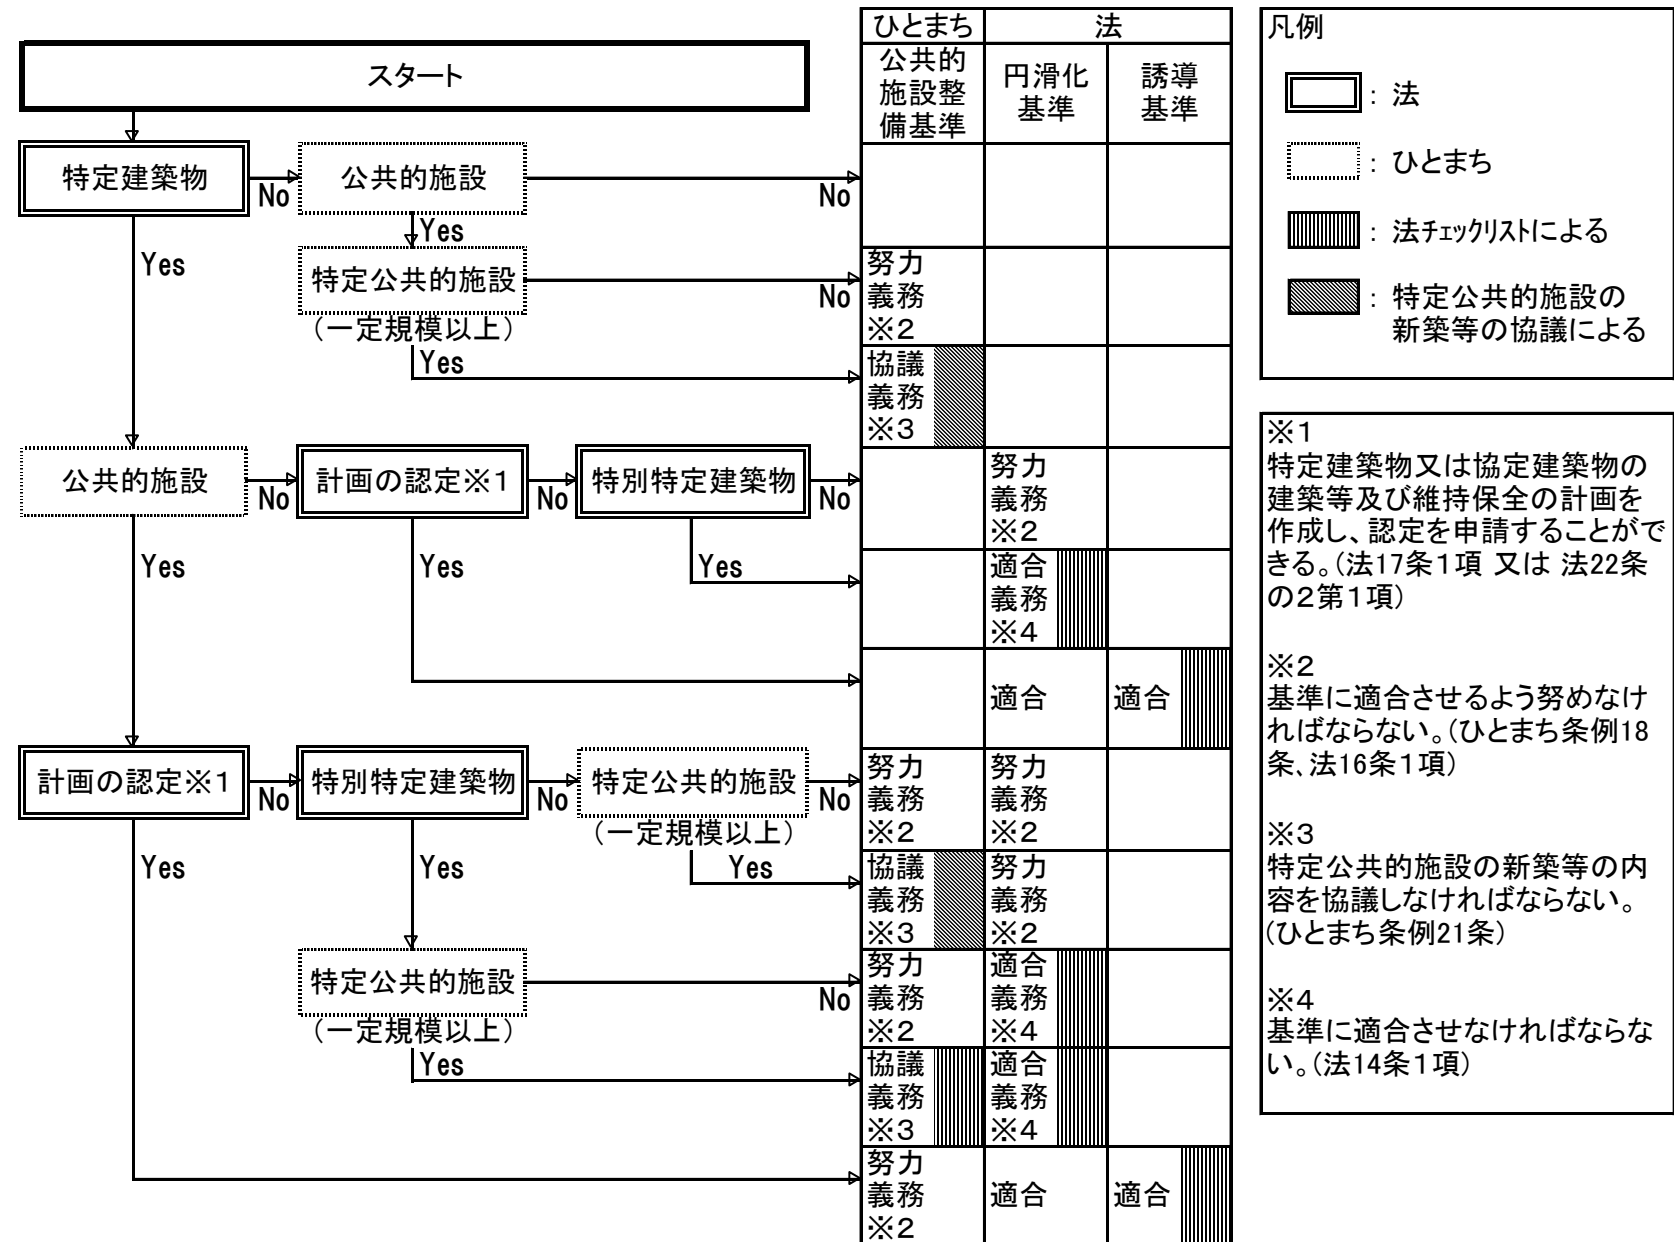 スタート
ひとまち
法
公共的
施設整
備基準
円滑化
基準
誘導
基準
特定建築物
No
公共的施設
No
Yes
Yes
特定公共的施設
(一定規模以上)
No
努力
義務
※2
Yes
協議
義務
※3
公共的施設
No
計画の認定※1
No
特別特定建築物
No
努力
義務
※2
Yes
Yes
Yes
適合
義務
※4
適合
適合
計画の認定※1
No
特別特定建築物
No
特定公共的施設
(一定規模以上)
No
努力
義務
※2
努力
義務
※2
Yes
Yes
Yes
協議
義務
※3
努力
義務
※2
特定公共的施設
(一定規模以上)
No
努力
義務
※2
適合
義務
※4
Yes
協議
義務
※3
適合
義務
※4
努力
義務
※2
適合
適合
凡例
: 法
: ひとまち
: 法チェックリストによる
: 特定公共的施設の
新築等の協議による
※1
特定建築物又は協定建築物の
建築等及び維持保全の計画を
作成し、認定を申請することがで
きる。(法17条1項 又は 法22条
の2第1項)
※2
基準に適合させるよう努めなけ
ればならない。(ひとまち条例18
条、法16条1項)
※3
特定公共的施設の新築等の内
容を協議しなければならない。
(ひとまち条例21条)
※4
基準に適合させなければならな
い。(法14条1項)